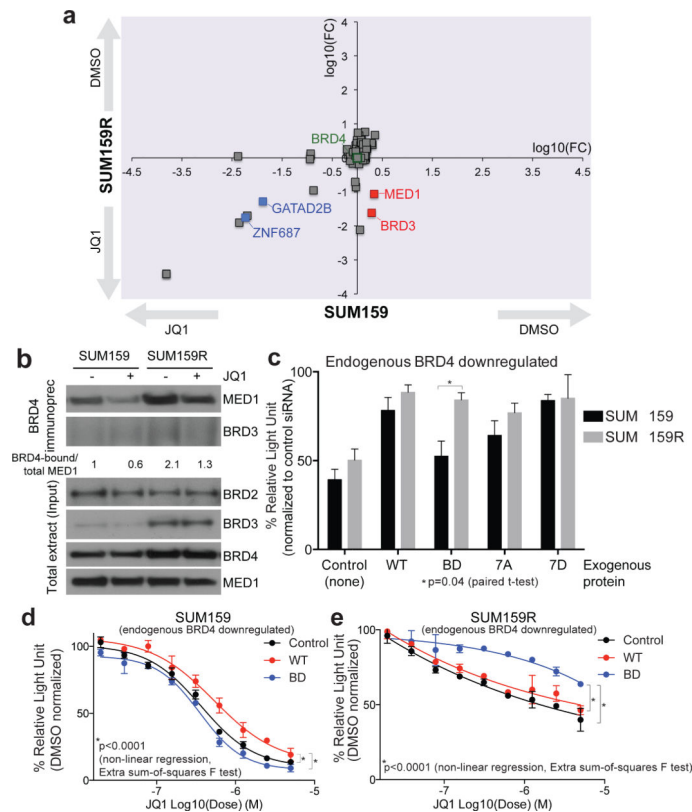 a
DMSO
SUM159R
JQ1
log10(FC)
4
3
2
1
0
-1
-2
-3
-4
BRD4
log10(FC)
-4.5 -3.5 -2.5 -1.5 -0.5 0.5 1.5 2.5 3.5 4.5
MED1
GATAD2B
BRD3
ZNF687
SUM159
JQ1
DMSO
b
SUM159 SUM159R
- + - + JQ1
BRD4 immunoprec
MED1
BRD3
BRD4-bound/
total MED1
1 0.6 2.1 1.3
Total extract (Input)
BRD2
BRD3
BRD4
MED1
c
Endogenous BRD4 downregulated
% Relative Light Unit
(normalized to control siRNA)
100
50
0
SUM 159
SUM 159R
*
Control
(none)
WT
BD
7A
7D
Exogenous
protein
* p=0.04 (paired t-test)
d
SUM159
(endogenous BRD4 downregulated)
% Relative Light Unit
(DMSO normalized)
100
50
0
Control
WT
BD
* *
* p<0.0001
(non-linear regression,
Extra sum-of-squares F test)
-7 -6 -5
JQ1 Log10(Dose) (M)
e
SUM159R
(endogenous BRD4 downregulated)
% Relative Light Unit
(DMSO normalized)
100
50
0
Control
WT
BD
* *
* p<0.0001 (non-linear regression,
Extra sum-of-squares F test)
-7 -6 -5
JQ1 Log10(Dose) (M)